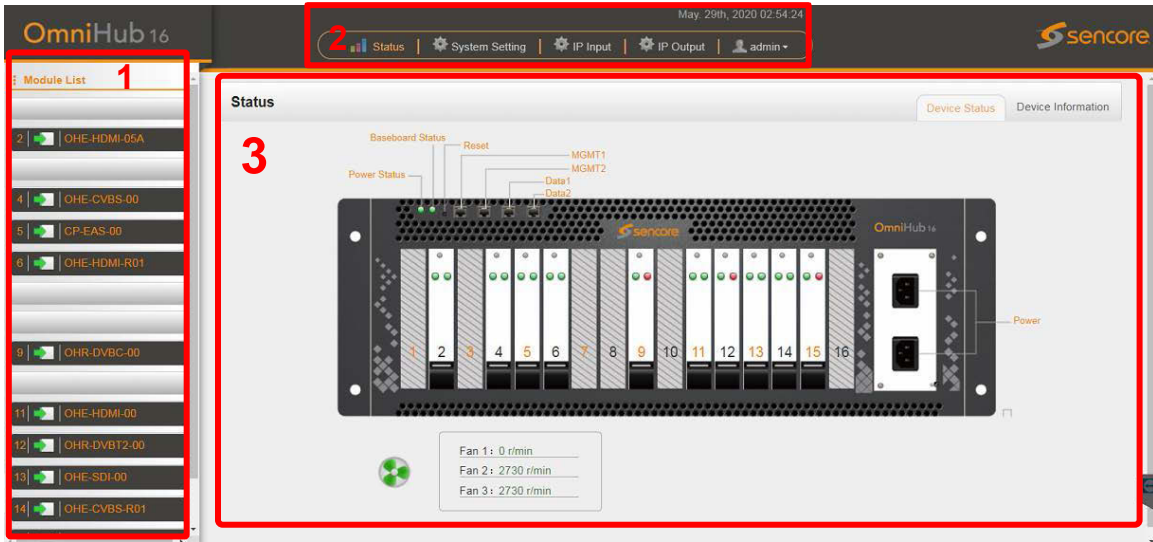 OmniHub 16
May. 29th, 2020 02:54:24
2 Status | System Setting | IP Input | IP Output | admin
sencore
1
Module List
2 OHE-HDMI-05A
4 OHE-CVBS-00
5 CP-EAS-00
6 OHE-HDMI-R01
9 OHR-DVBC-00
11 OHE-HDMI-00
12 OHR-DVBT2-00
13 OHE-SDI-00
14 OHE-CVBS-R01
Status
Device Status Device Information
3
Baseboard Status
Reset
MGMT1
Power Status
MGMT2
Data1
Data2
sencore
OmniHub 16
1 2 3 4 5 6 7 8 9 10 11 12 13 14 15 16
Power
Fan 1: 0 r/min
Fan 2: 2730 r/min
Fan 3: 2730 r/min